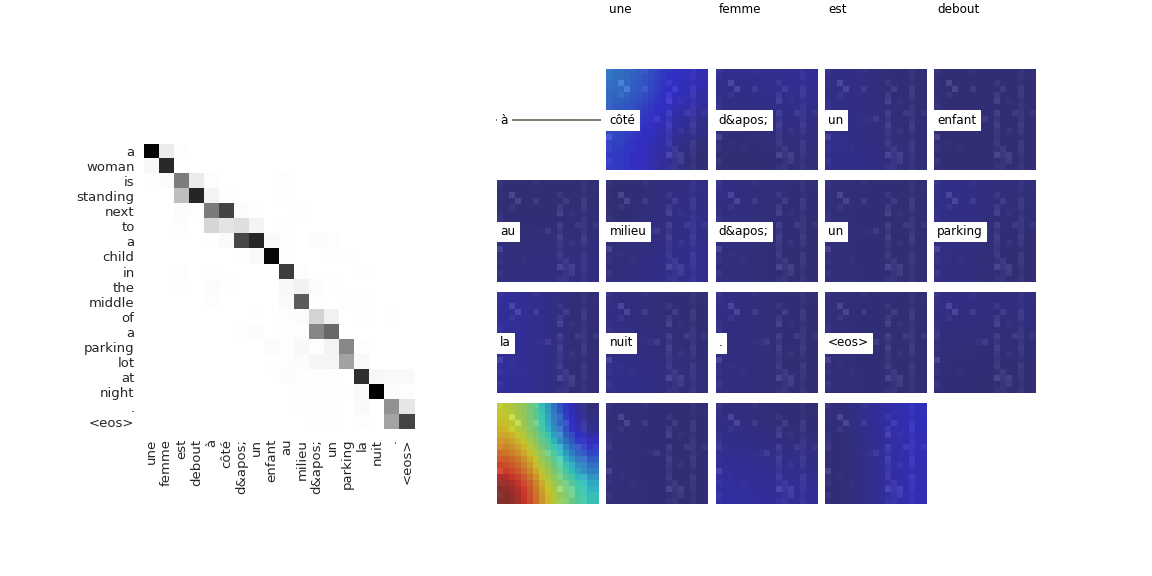 une femme est debout
à côté d&apos; un enfant
au milieu d&apos; un parking
la nuit . <eos>
a
woman
is
standing
next
to
a
child
in
the
middle
of
a
parking
lot
at
night
.
<eos>
une
femme
est
debout
à
côté
d&apos;
un
enfant
au
milieu
d&apos;
un
parking
la
nuit
.
<eos>